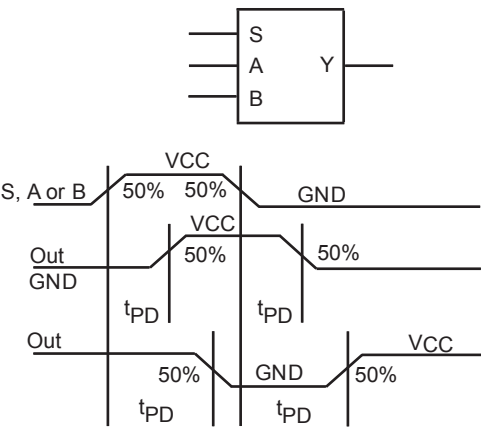 S
A Y
B
VCC
S, A or B 50% 50% GND
VCC
Out 50% 50%
GND
tPD tPD
Out VCC
50% GND 50%
tPD tPD